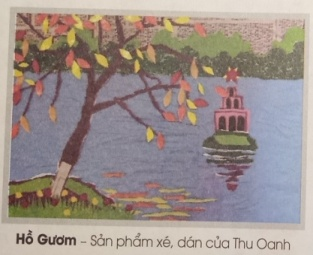 Hồ Gươm – Sản phẩm xé, dán của Thu Oanh